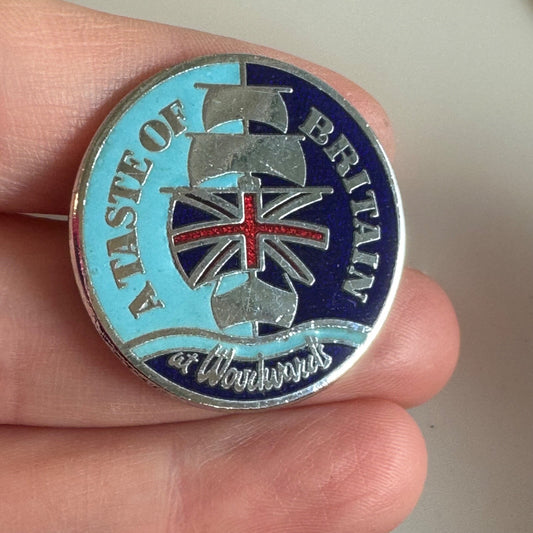 A TASTE OF
BRITAIN
at Woodward's